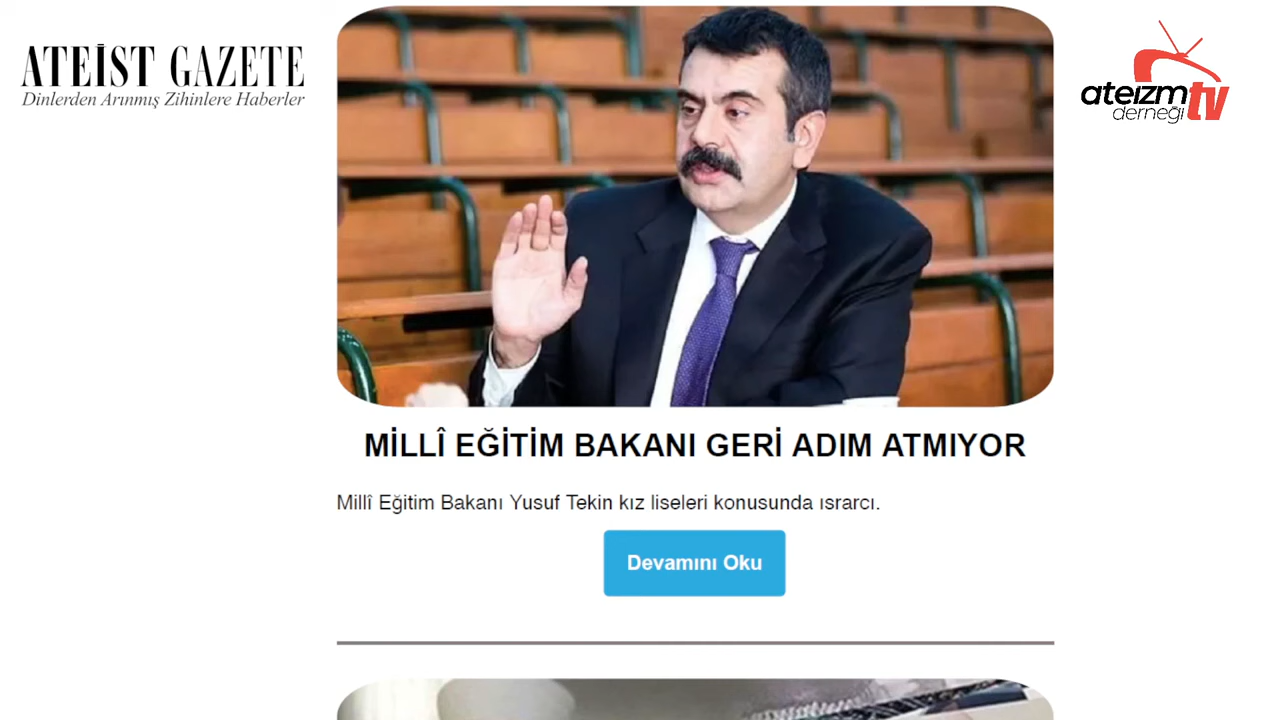 ATEİST GAZETE
Dinlerden Arınmış Zihinlere Haberler
ateizm tv
derneği
MİLLÎ EĞİTİM BAKANI GERİ ADIM ATMIYOR
Millî Eğitim Bakanı Yusuf Tekin kız liseleri konusunda ısrarcı.
Devamını Oku